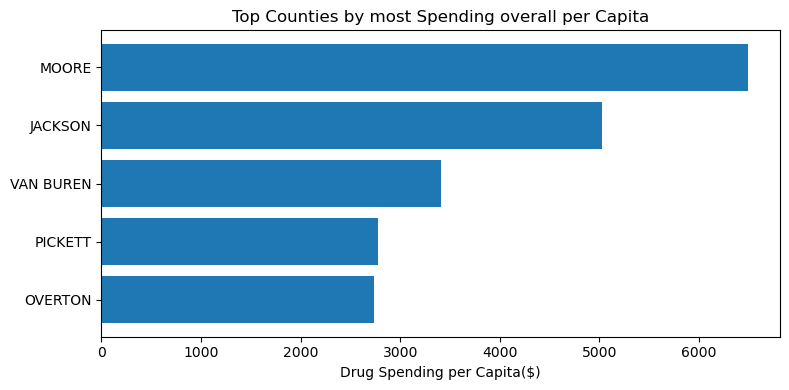 Top Counties by most Spending overall per Capita
MOORE
JACKSON
VAN BUREN
PICKETT
OVERTON
0 1000 2000 3000 4000 5000 6000
Drug Spending per Capita($)